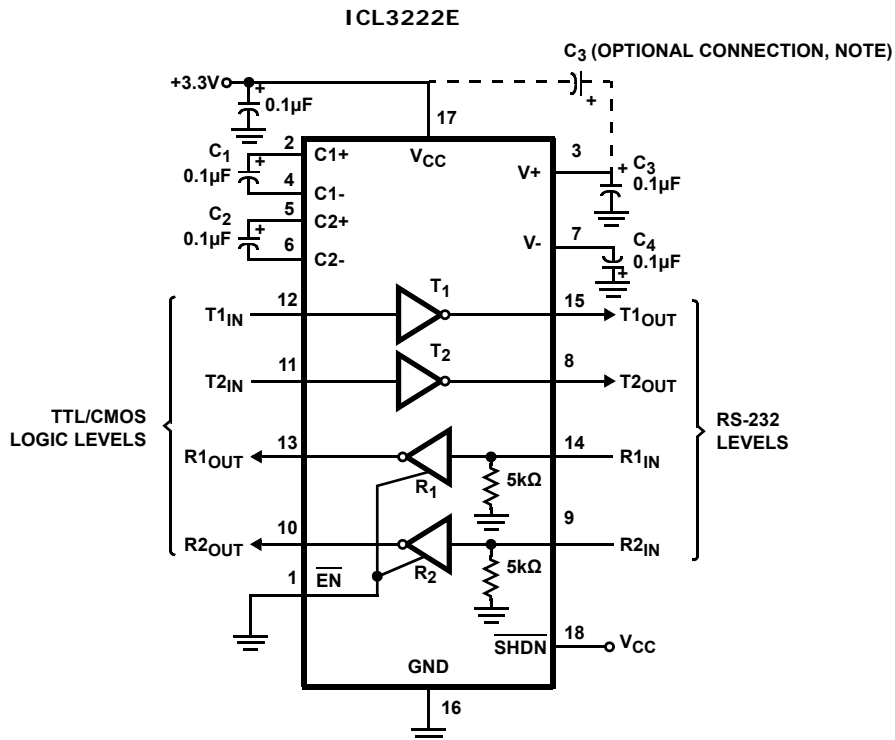 ICL3222E
C3 (OPTIONAL CONNECTION, NOTE)
+3.3V
+
0.1µF
+
17
2
C1+
VCC
3
V+
+
C3
0.1µF
C1
0.1µF
+
4
C1-
5
C2+
C2
0.1µF
+
6
C2-
7
V-
C4
0.1µF
+
T1
T1IN
12
15
T1OUT
T2
T2IN
11
8
T2OUT
TTL/CMOS
LOGIC LEVELS
RS-232
LEVELS
R1OUT
13
14
R1IN
R1
5kΩ
R2OUT
10
9
R2IN
R2
5kΩ
1
EN
SHDN
18
VCC
GND
16